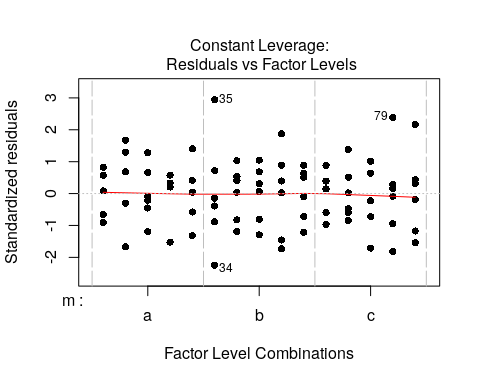 Constant Leverage:
Residuals vs Factor Levels
Standardized residuals
3
2
1
0
-1
-2
35
79
34
m :
a
b
c
Factor Level Combinations